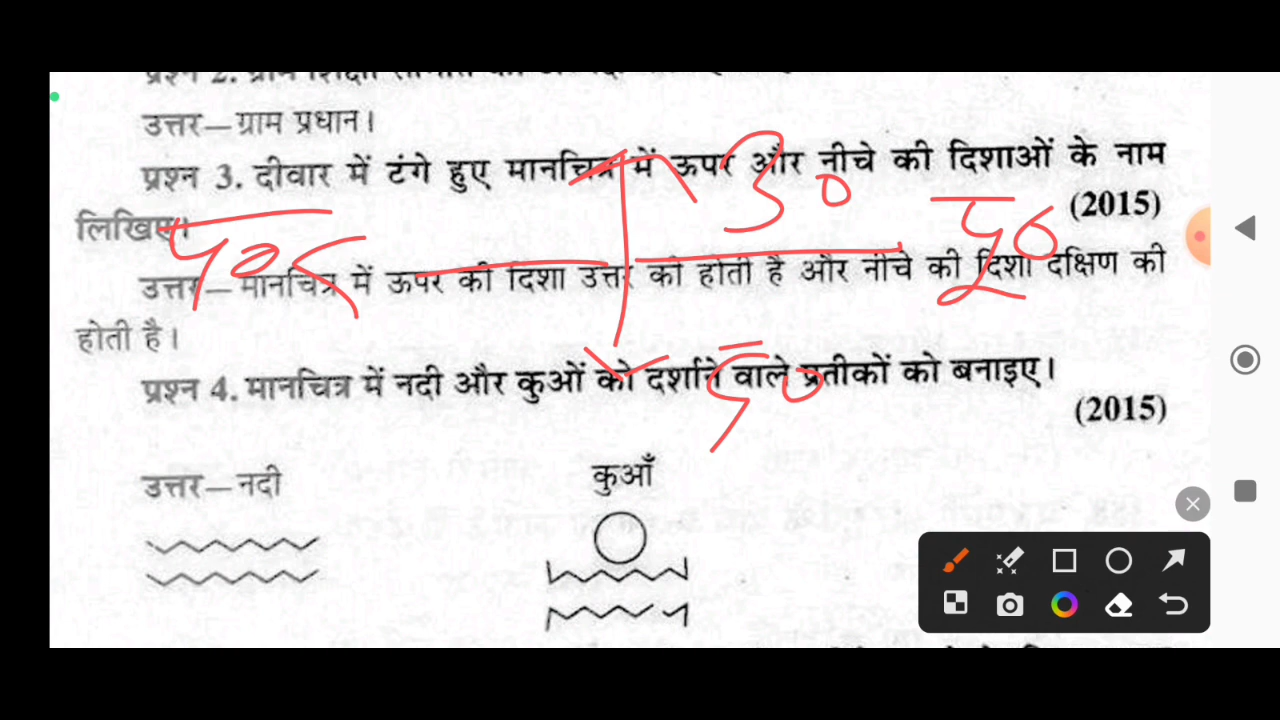 उत्तर—ग्राम प्रधान।
प्रश्न 3. दीवार में टंगे हुए मानचित्र में ऊपर और नीचे की दिशाओं के नाम
लिखिए।
(2015)
उत्तर—मानचित्र में ऊपर की दिशा उत्तर की होती है और नीचे की दिशा दक्षिण की
होती है।
प्रश्न 4. मानचित्र में नदी और कुओं को दर्शाने वाले प्रतीकों को बनाइए।
(2015)
उत्तर—नदी
कुआँ